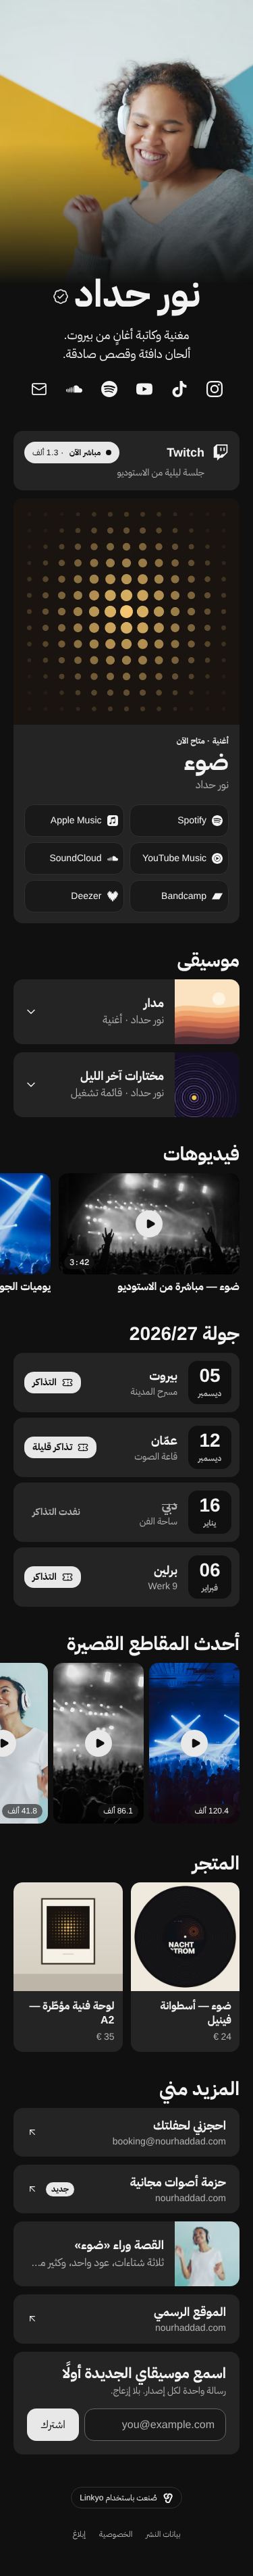 نور حداد
مغنية وكاتبة أغانٍ من بيروت.
ألحان دافئة وقصص صادقة.
Twitch
مباشر الآن · 1.3 ألف
جلسة ليلية من الاستوديو
أغنية · متاح الآن
ضوء
نور حداد
Spotify
Apple Music
YouTube Music
SoundCloud
Bandcamp
Deezer
موسيقى
مدار
نور حداد · أغنية
مختارات آخر الليل
نور حداد · قائمة تشغيل
فيديوهات
3:42
ضوء — مباشرة من الاستوديو
يوميات الجو
جولة 2026/27
05
ديسمبر
بيروت
مسرح المدينة
التذاكر
12
ديسمبر
عمّان
قاعة الصوت
تذاكر قليلة
16
يناير
دبي
ساحة الفن
نفدت التذاكر
06
فبراير
برلين
Werk 9
التذاكر
أحدث المقاطع القصيرة
120.4 ألف
86.1 ألف
41.8 ألف
المتجر
NACHT
STROM
ضوء — أسطوانة
فينيل
€ 24
لوحة فنية مؤطّرة —
A2
€ 35
المزيد مني
احجزني لحفلتك
booking@nourhaddad.com
حزمة أصوات مجانية
nourhaddad.com
جديد
القصة وراء «ضوء»
ثلاثة شتاءات، عود واحد، وكثير م...
الموقع الرسمي
nourhaddad.com
اسمع موسيقاي الجديدة أولًا
رسالة واحدة لكل إصدار. بلا إزعاج.
you@example.com
اشترك
صُنعت باستخدام Linkyo
بيانات النشر
الخصوصية
إبلاغ